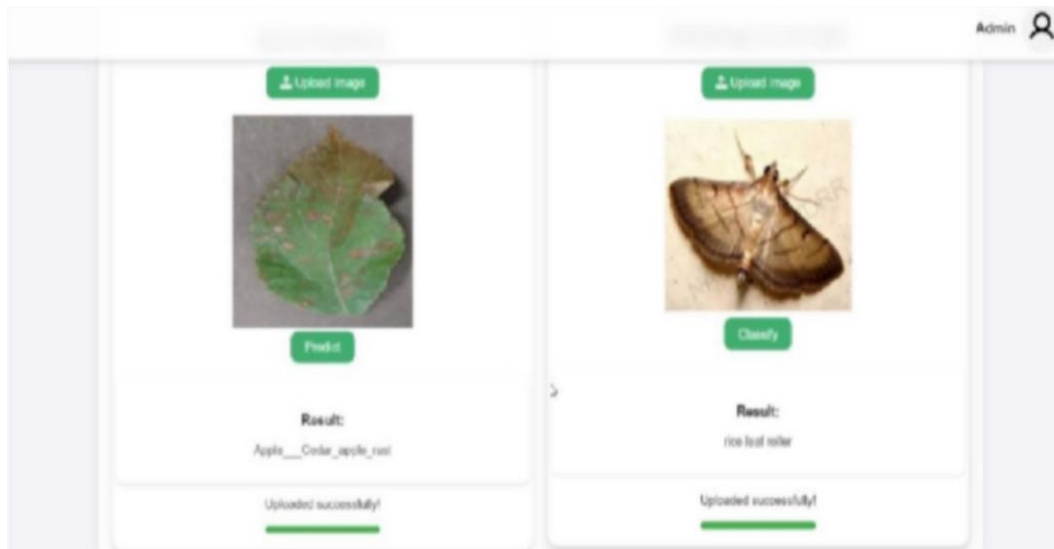 Admin
Upload image
Predict
Result:
Apple___Cedar_apple_rust
Uploaded successfully!
Upload image
Classify
Result:
rice leaf roller
Uploaded successfully!